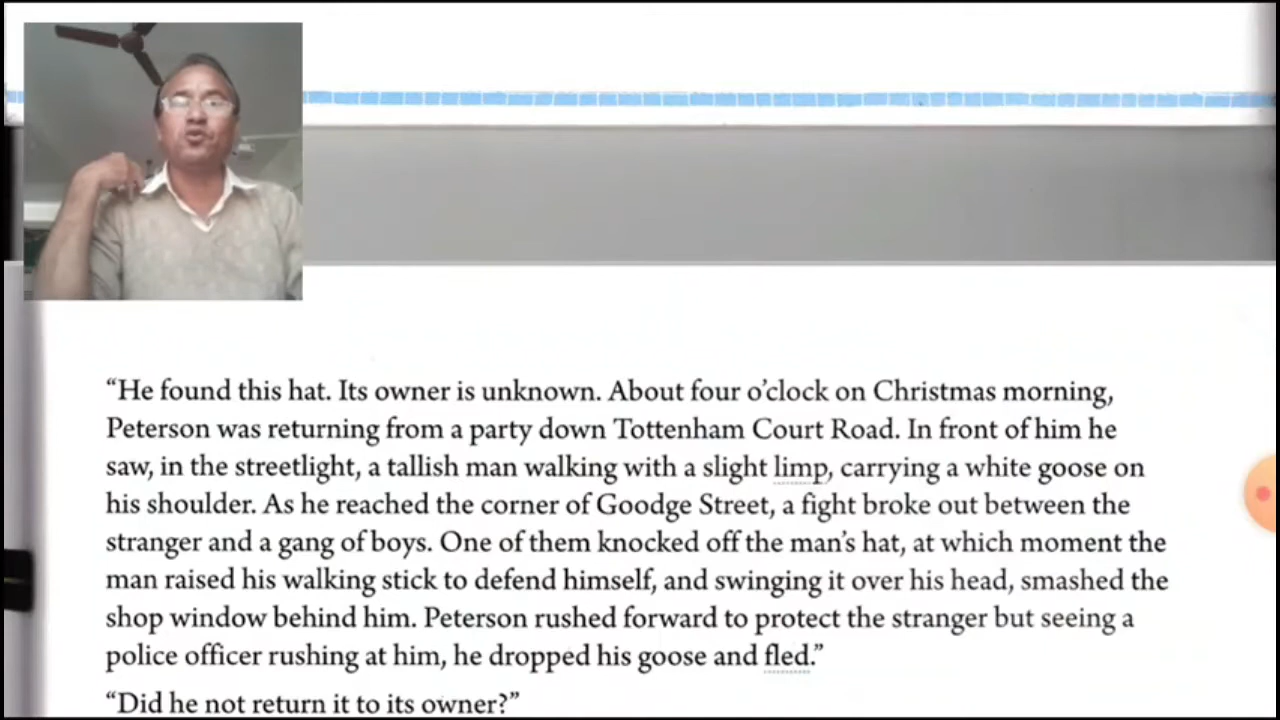 “He found this hat. Its owner is unknown. About four o’clock on Christmas morning,
Peterson was returning from a party down Tottenham Court Road. In front of him he
saw, in the streetlight, a tallish man walking with a slight limp, carrying a white goose on
his shoulder. As he reached the corner of Goodge Street, a fight broke out between the
stranger and a gang of boys. One of them knocked off the man’s hat, at which moment the
man raised his walking stick to defend himself, and swinging it over his head, smashed the
shop window behind him. Peterson rushed forward to protect the stranger but seeing a
police officer rushing at him, he dropped his goose and fled.”
“Did he not return it to its owner?”